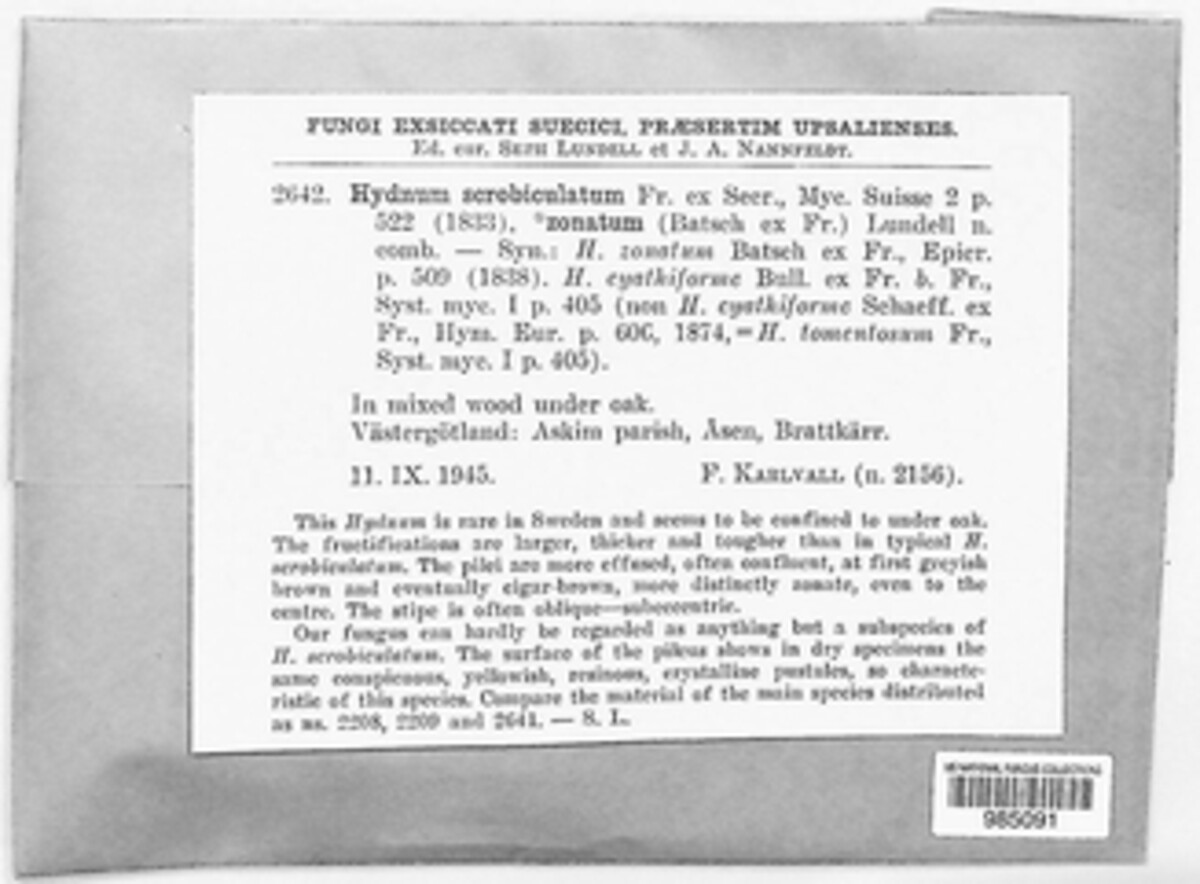 FUNGI EXSICCATI SUECICI, PRÆSERTIM UPSALIENSES.
Ed. cur. SETH LUNDELL et J. A. NANNFELDT.
2642. Hydnum scrobiculatum Fr. ex Secr., Myc. Suisse 2 p.
522 (1833), *zonatum (Batsch ex Fr.) Lundell n.
comb. — Syn.: H. zonatum Batsch ex Fr., Epicr.
p. 509 (1838). H. cyathiforme Bull. ex Fr. b. Fr.,
Syst. myc. I p. 405 (non H. cyathiforme Schaeff. ex
Fr., Hym. Eur. p. 606, 1874, = H. tomentosum Fr.,
Syst. myc. I p. 405).
In mixed wood under oak.
Västergötland: Askim parish, Åsen, Brattkärr.
11. IX. 1945. F. KARLVALL (n. 2156).
This Hydnum is rare in Sweden and seems to be confined to under oak.
The fructifications are larger, thicker and tougher than in typical H.
scrobiculatum. The pilei are more effused, often confluent, at first greyish
brown and eventually cigar-brown, more distinctly zonate, even to the
centre. The stipe is often oblique—subeccentric.
Our fungus can hardly be regarded as anything but a subspecies of
H. scrobiculatum. The surface of the pileus shows in dry specimens the
same conspicuous, yellowish, resinous, crystalline pustules, so characte-
ristic of this species. Compare the material of the main species distributed
as ns. 2208, 2209 and 2641. — S. L.
US NATIONAL FUNGUS COLLECTIONS
985091